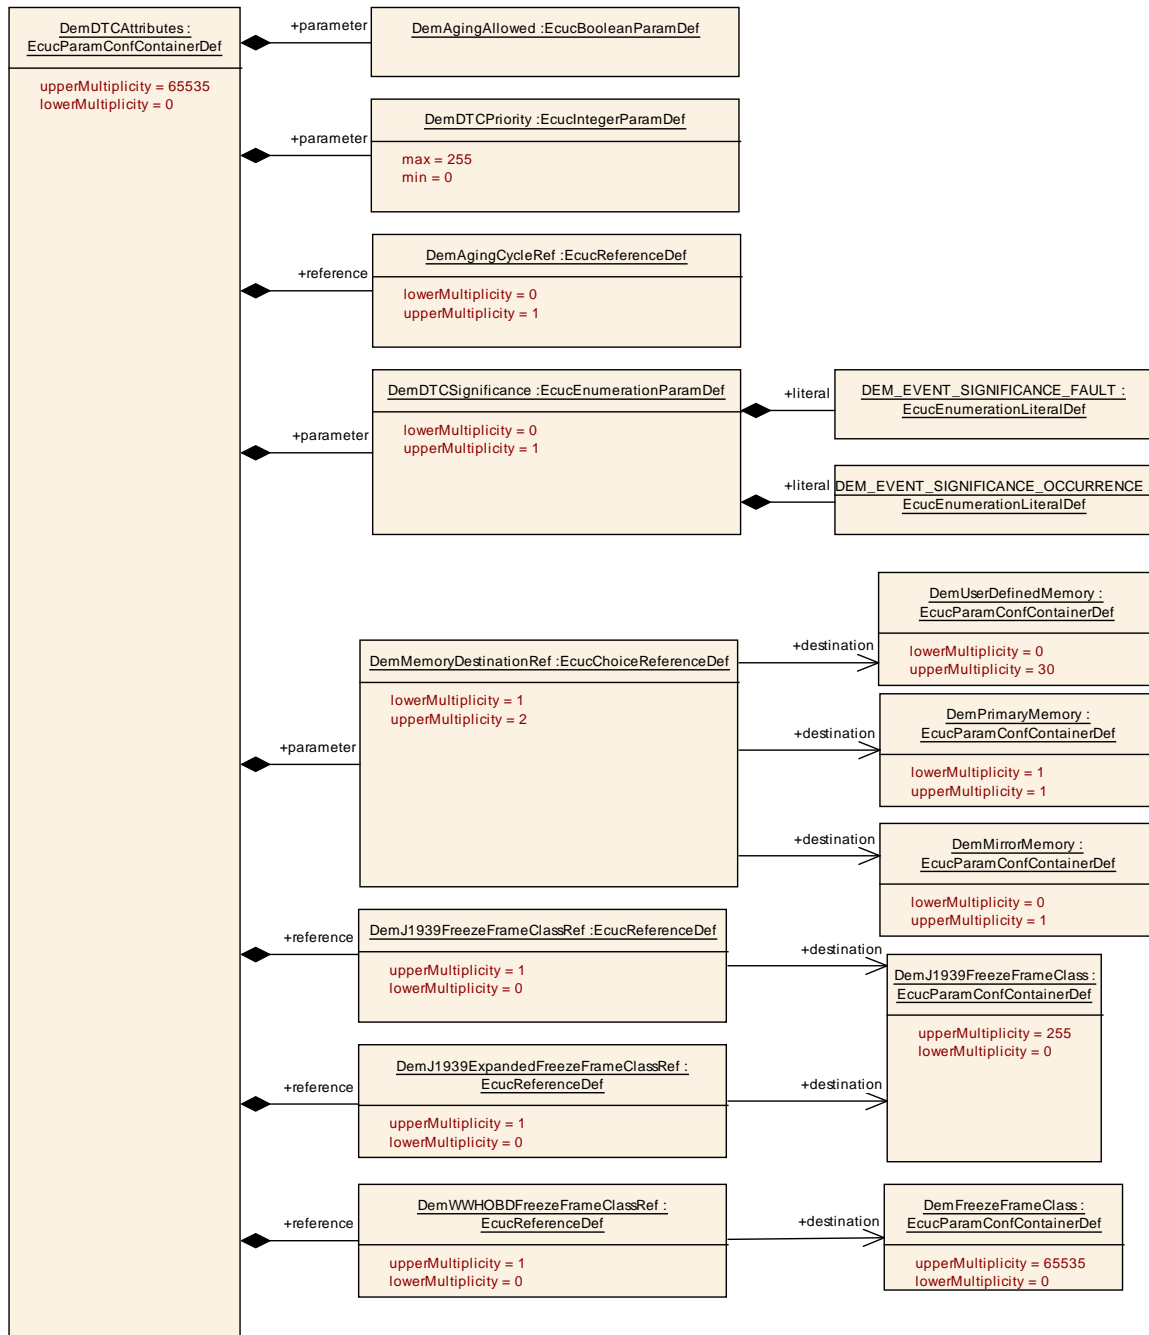 DemDTCAttributes :
EcucParamConfContainerDef
upperMultiplicity = 65535
lowerMultiplicity = 0
+parameter
DemAgingAllowed :EcucBooleanParamDef
+parameter
DemDTCPriority :EcucIntegerParamDef
max = 255
min = 0
+reference
DemAgingCycleRef :EcucReferenceDef
lowerMultiplicity = 0
upperMultiplicity = 1
+parameter
DemDTCSignificance :EcucEnumerationParamDef
lowerMultiplicity = 0
upperMultiplicity = 1
+literal
DEM_EVENT_SIGNIFICANCE_FAULT :
EcucEnumerationLiteralDef
+literal
DEM_EVENT_SIGNIFICANCE_OCCURRENCE :
EcucEnumerationLiteralDef
+parameter
DemMemoryDestinationRef :EcucChoiceReferenceDef
lowerMultiplicity = 1
upperMultiplicity = 2
+destination
DemUserDefinedMemory :
EcucParamConfContainerDef
lowerMultiplicity = 0
upperMultiplicity = 30
+destination
DemPrimaryMemory :
EcucParamConfContainerDef
lowerMultiplicity = 1
upperMultiplicity = 1
+destination
DemMirrorMemory :
EcucParamConfContainerDef
lowerMultiplicity = 0
upperMultiplicity = 1
+reference
DemJ1939FreezeFrameClassRef :EcucReferenceDef
upperMultiplicity = 1
lowerMultiplicity = 0
+destination
DemJ1939FreezeFrameClass :
EcucParamConfContainerDef
upperMultiplicity = 255
lowerMultiplicity = 0
+reference
DemJ1939ExpandedFreezeFrameClassRef :
EcucReferenceDef
upperMultiplicity = 1
lowerMultiplicity = 0
+destination
+reference
DemWWHOBDFreezeFrameClassRef :
EcucReferenceDef
upperMultiplicity = 1
lowerMultiplicity = 0
+destination
DemFreezeFrameClass :
EcucParamConfContainerDef
upperMultiplicity = 65535
lowerMultiplicity = 0